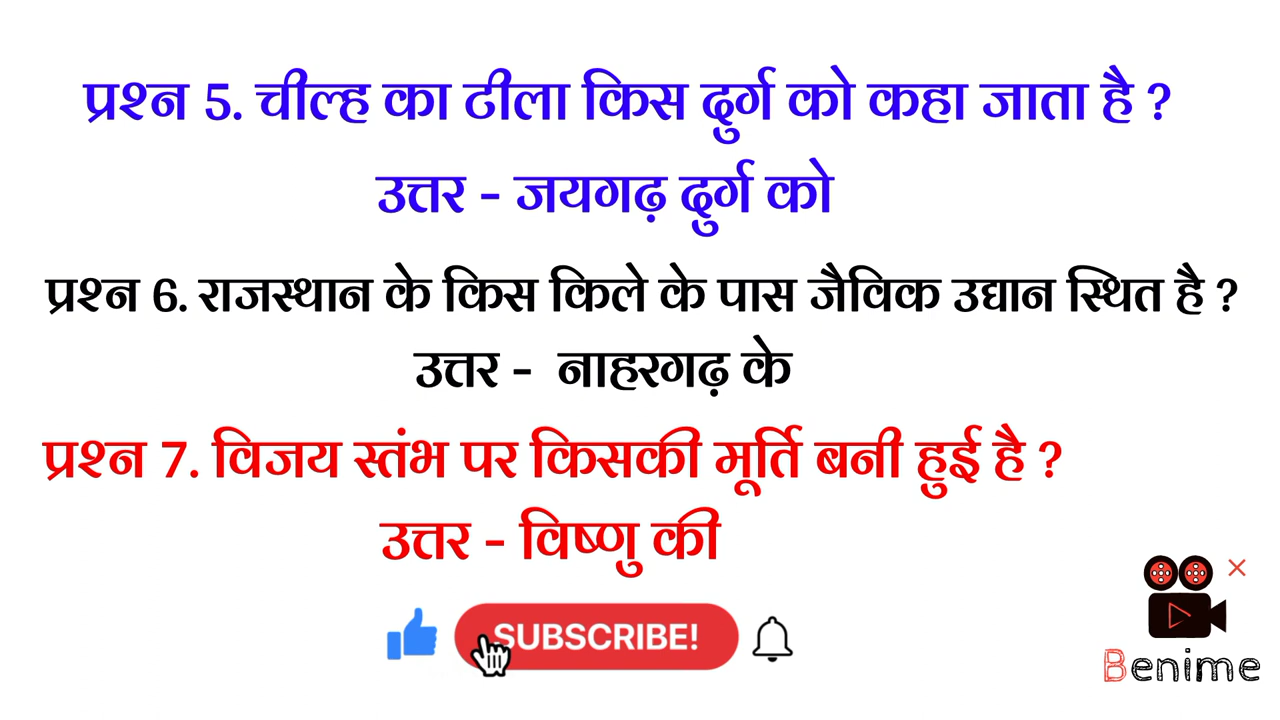 प्रश्न 5. चील्ह का टीला किस दुर्ग को कहा जाता है ?
उत्तर - जयगढ़ दुर्ग को
प्रश्न 6. राजस्थान के किस किले के पास जैविक उद्यान स्थित है ?
उत्तर - नाहरगढ़ के
प्रश्न 7. विजय स्तंभ पर किसकी मूर्ति बनी हुई है ?
उत्तर - विष्णु की
SUBSCRIBE!
Benime